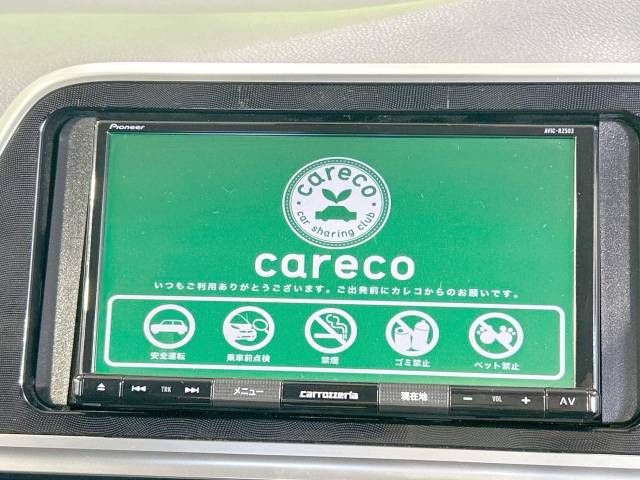 Pioneer
AVIC-RZ503
careco
car sharing club
careco
いつもご利用ありがとうございます。ご出発前にカレコからのお願いです。
安全運転 乗車前点検 禁煙 ゴミ禁止 ペット禁止
TRK メニュー carrozzeria 現在地 － VOL ＋ AV